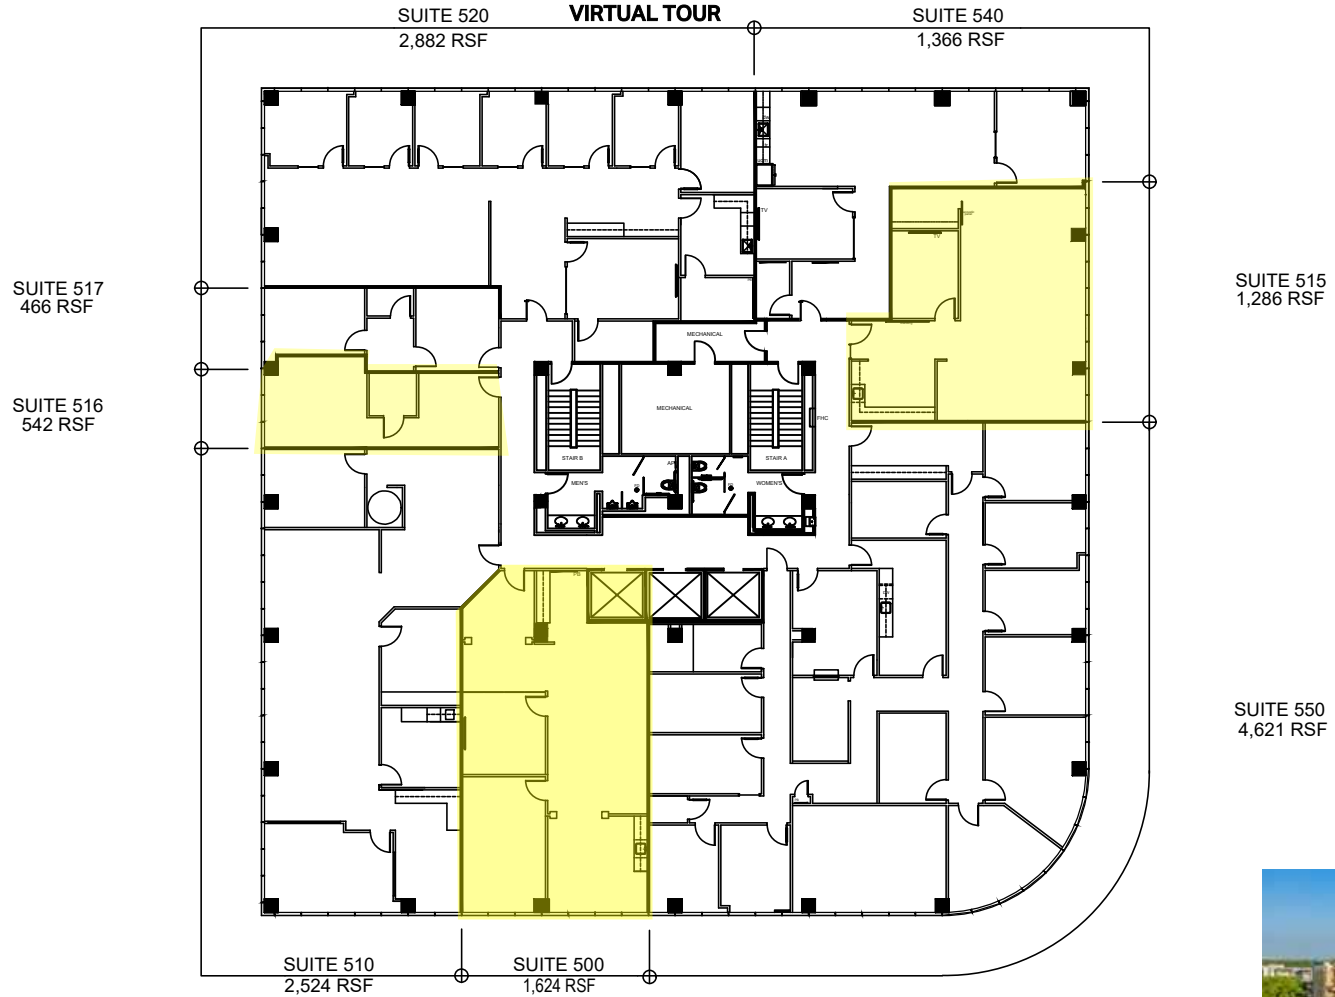 SUITE 520
VIRTUAL TOUR
SUITE 540
2,882 RSF
1,366 RSF
TV
TV
SUITE 517
466 RSF
SUITE 515
1,286 RSF
MECHANICAL
MECHANICAL
SUITE 516
542 RSF
FHC
STAIR B
STAIR A
MEN'S
WOMEN'S
SUITE 550
4,621 RSF
SUITE 510
2,524 RSF
SUITE 500
1,624 RSF